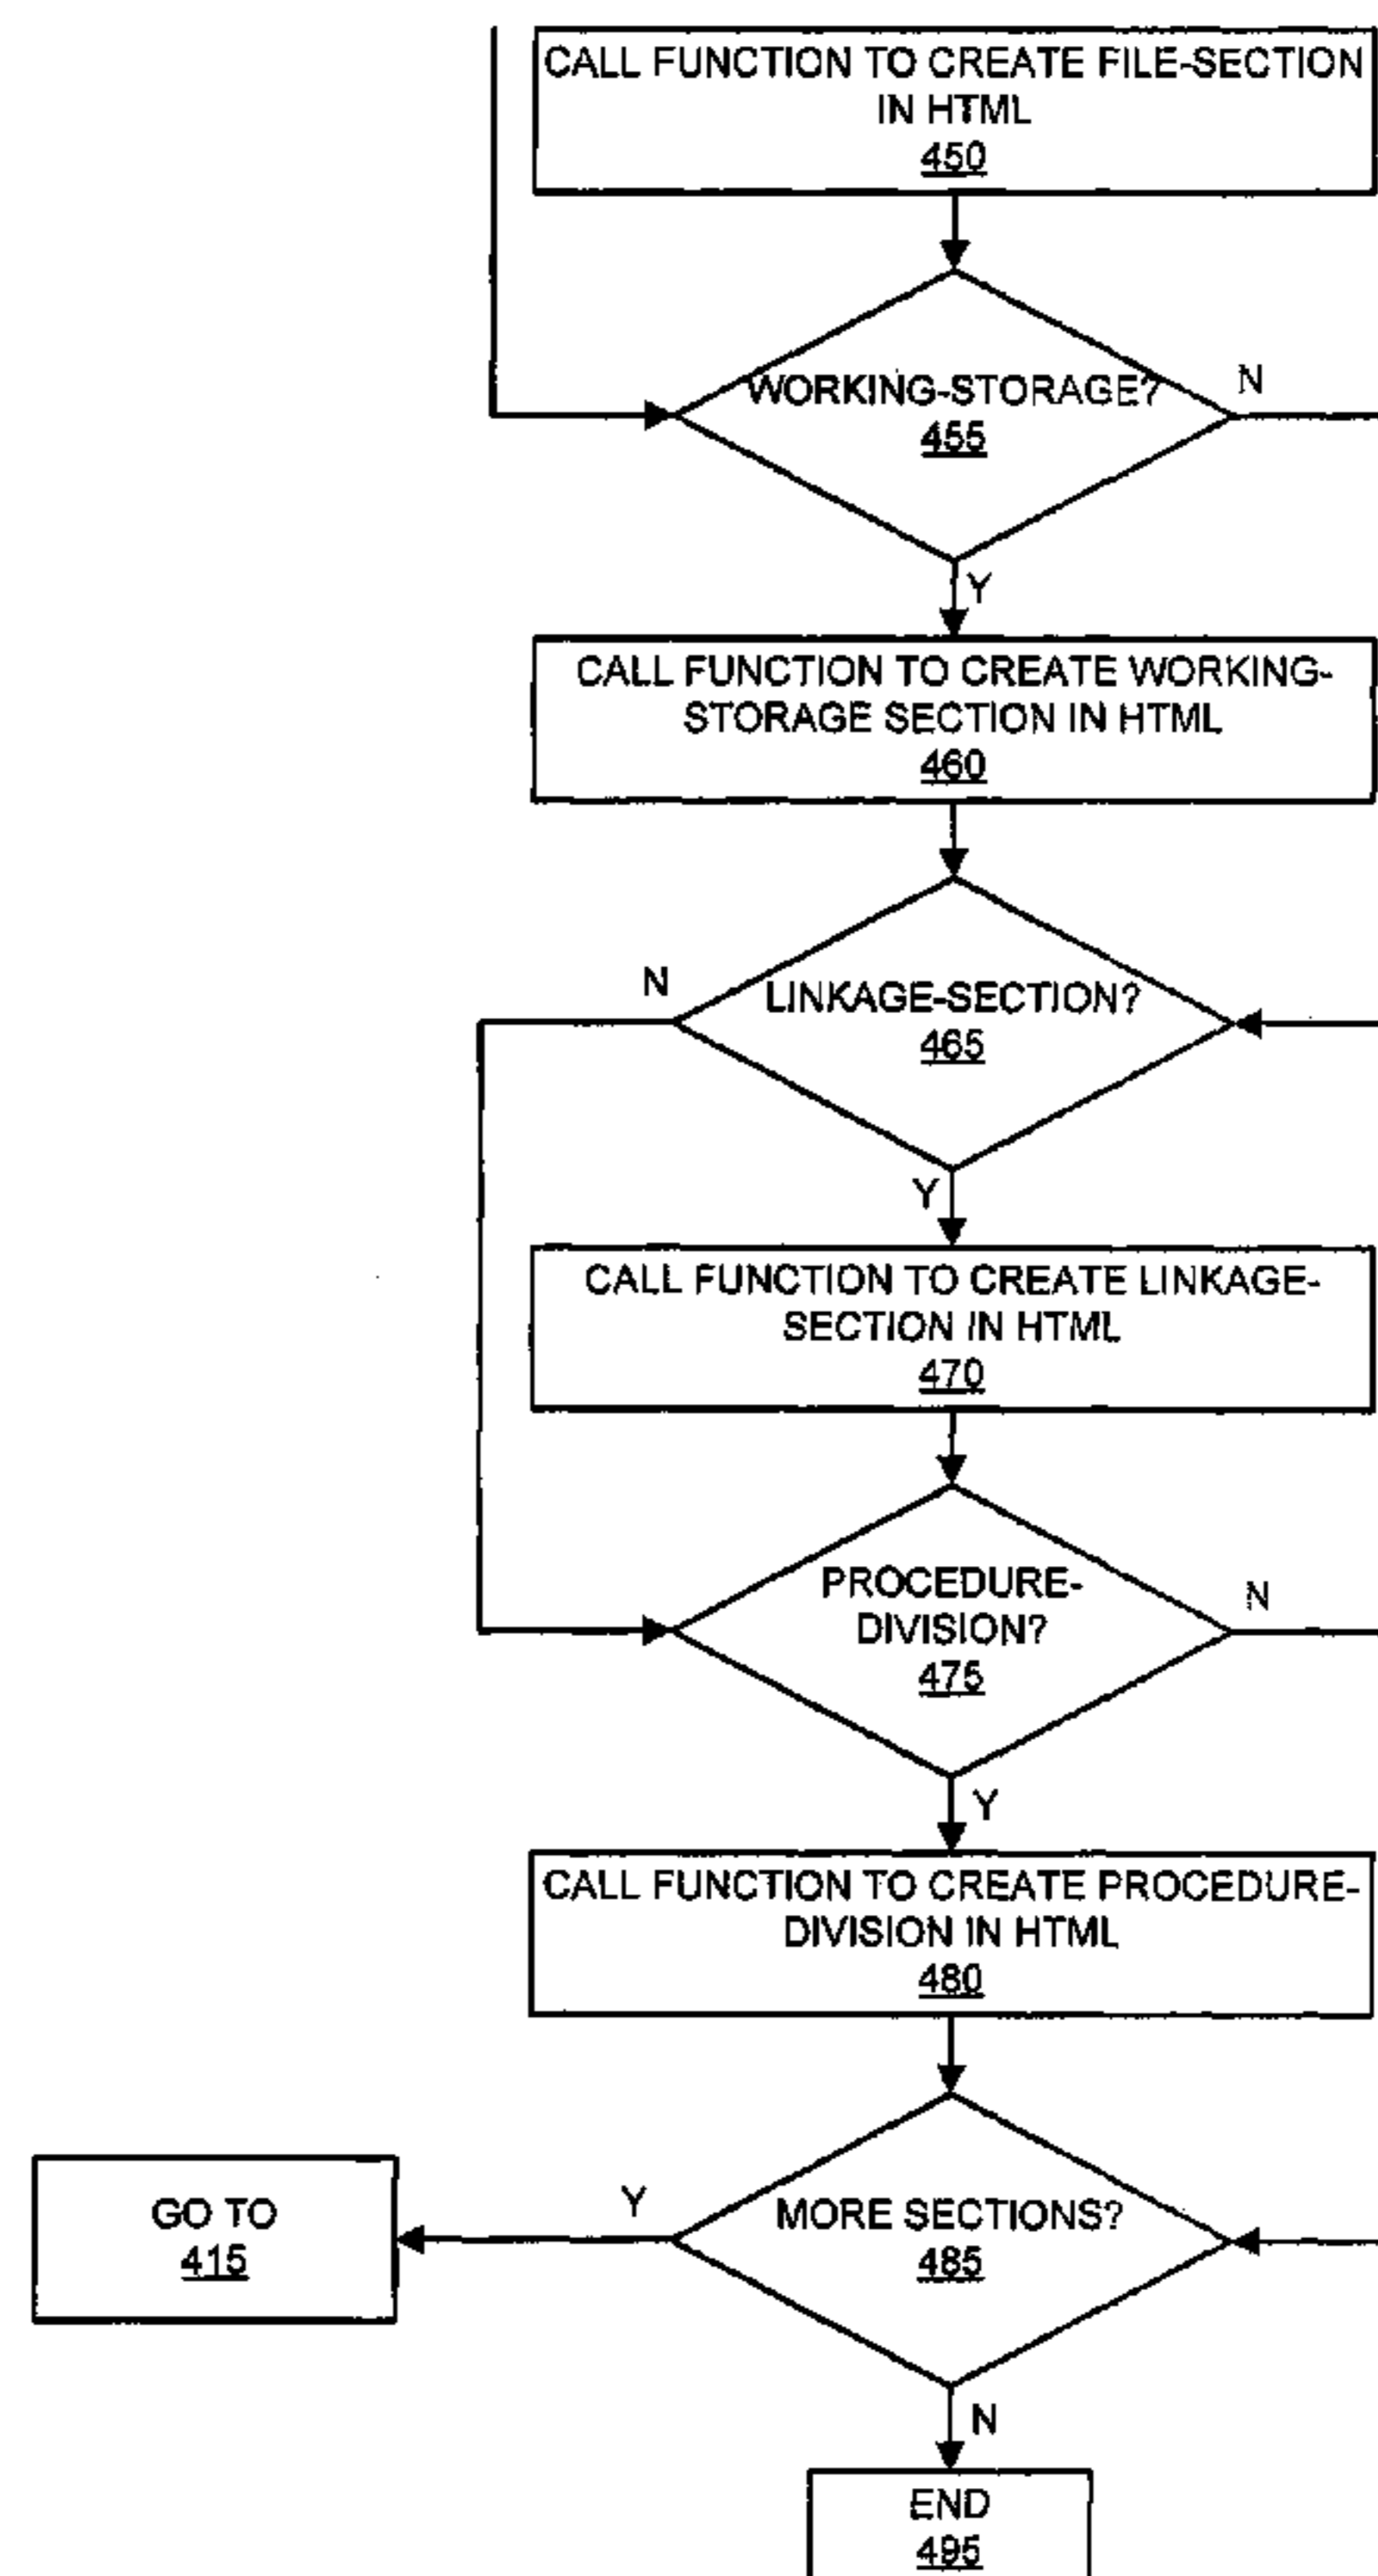 CALL FUNCTION TO CREATE FILE-SECTION
IN HTML
450
WORKING-STORAGE?
455
N
Y
CALL FUNCTION TO CREATE WORKING-
STORAGE SECTION IN HTML
460
N
LINKAGE-SECTION?
465
Y
CALL FUNCTION TO CREATE LINKAGE-
SECTION IN HTML
470
PROCEDURE-
DIVISION?
475
N
Y
CALL FUNCTION TO CREATE PROCEDURE-
DIVISION IN HTML
480
GO TO
415
Y
MORE SECTIONS?
485
N
END
495